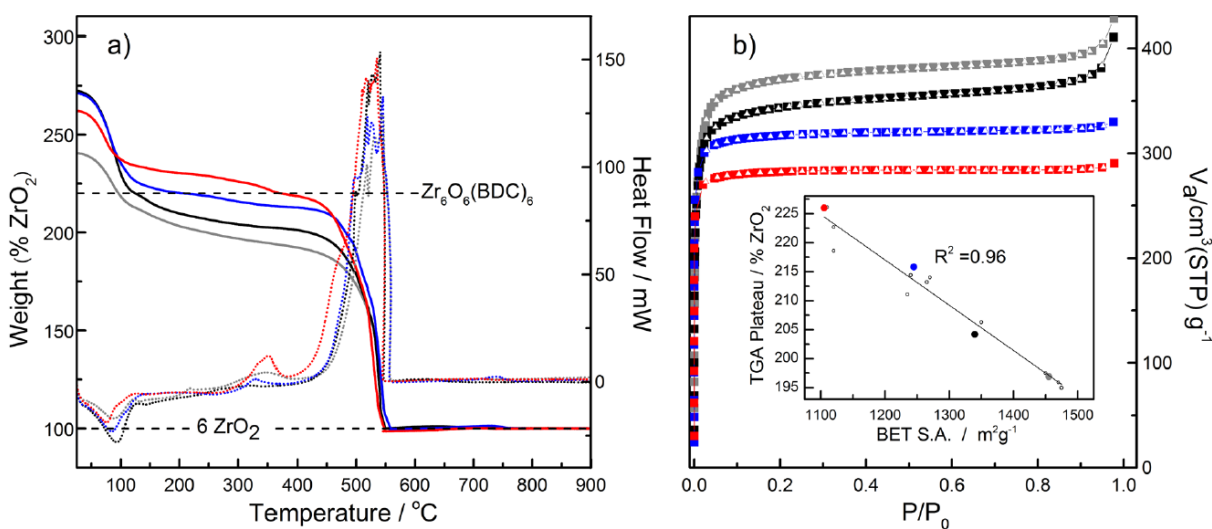 a)
300
250
200
150
100
Weight (% ZrO2)
Zr6O6(BDC)6
6 ZrO2
150
100
50
0
Heat Flow / mW
100 200 300 400 500 600 700 800 900
Temperature / °C
b)
400
300
200
100
0
Va/cm3(STP) g-1
0.0 0.2 0.4 0.6 0.8 1.0
P/P0
225
220
215
210
205
200
195
TGA Plateau / % ZrO2
R2 =0.96
1100 1200 1300 1400 1500
BET S.A. / m2g-1